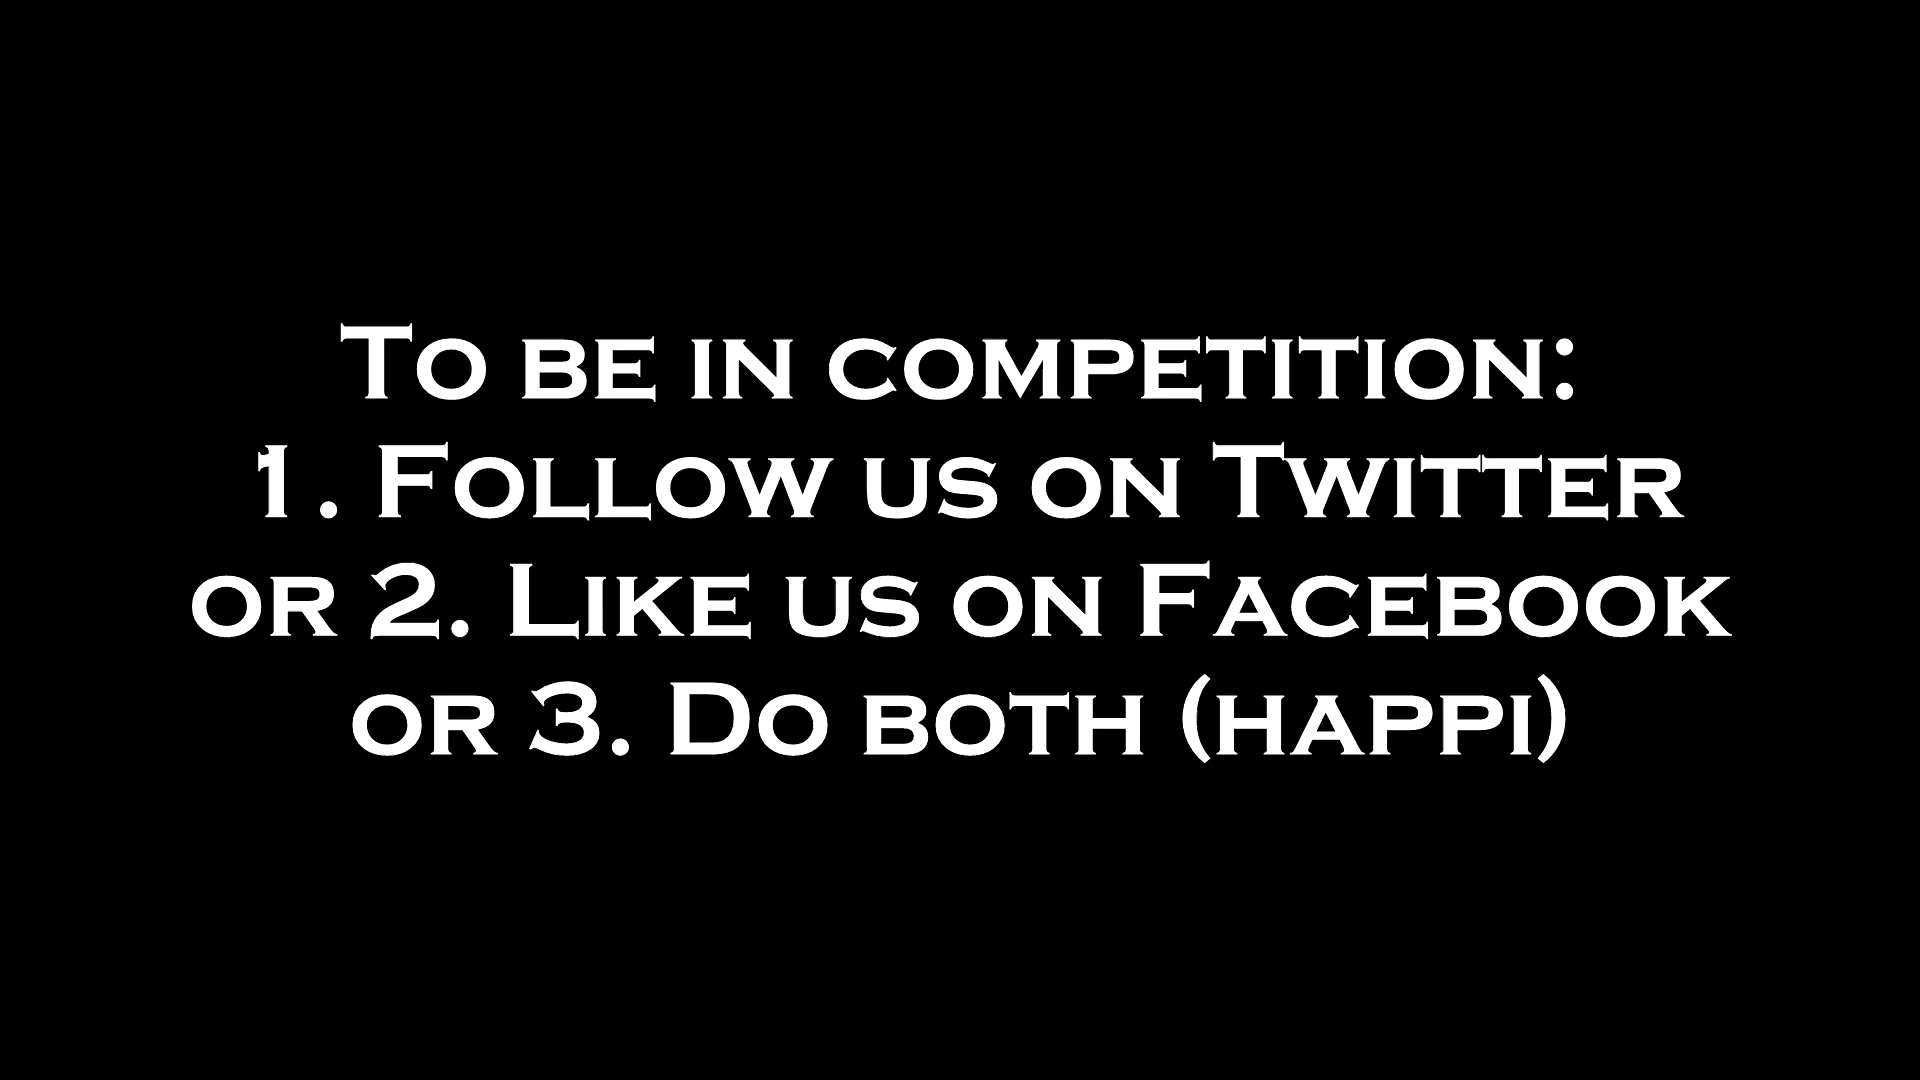 To be in competition:
1. Follow us on Twitter
or 2. Like us on Facebook
or 3. Do both (happi)